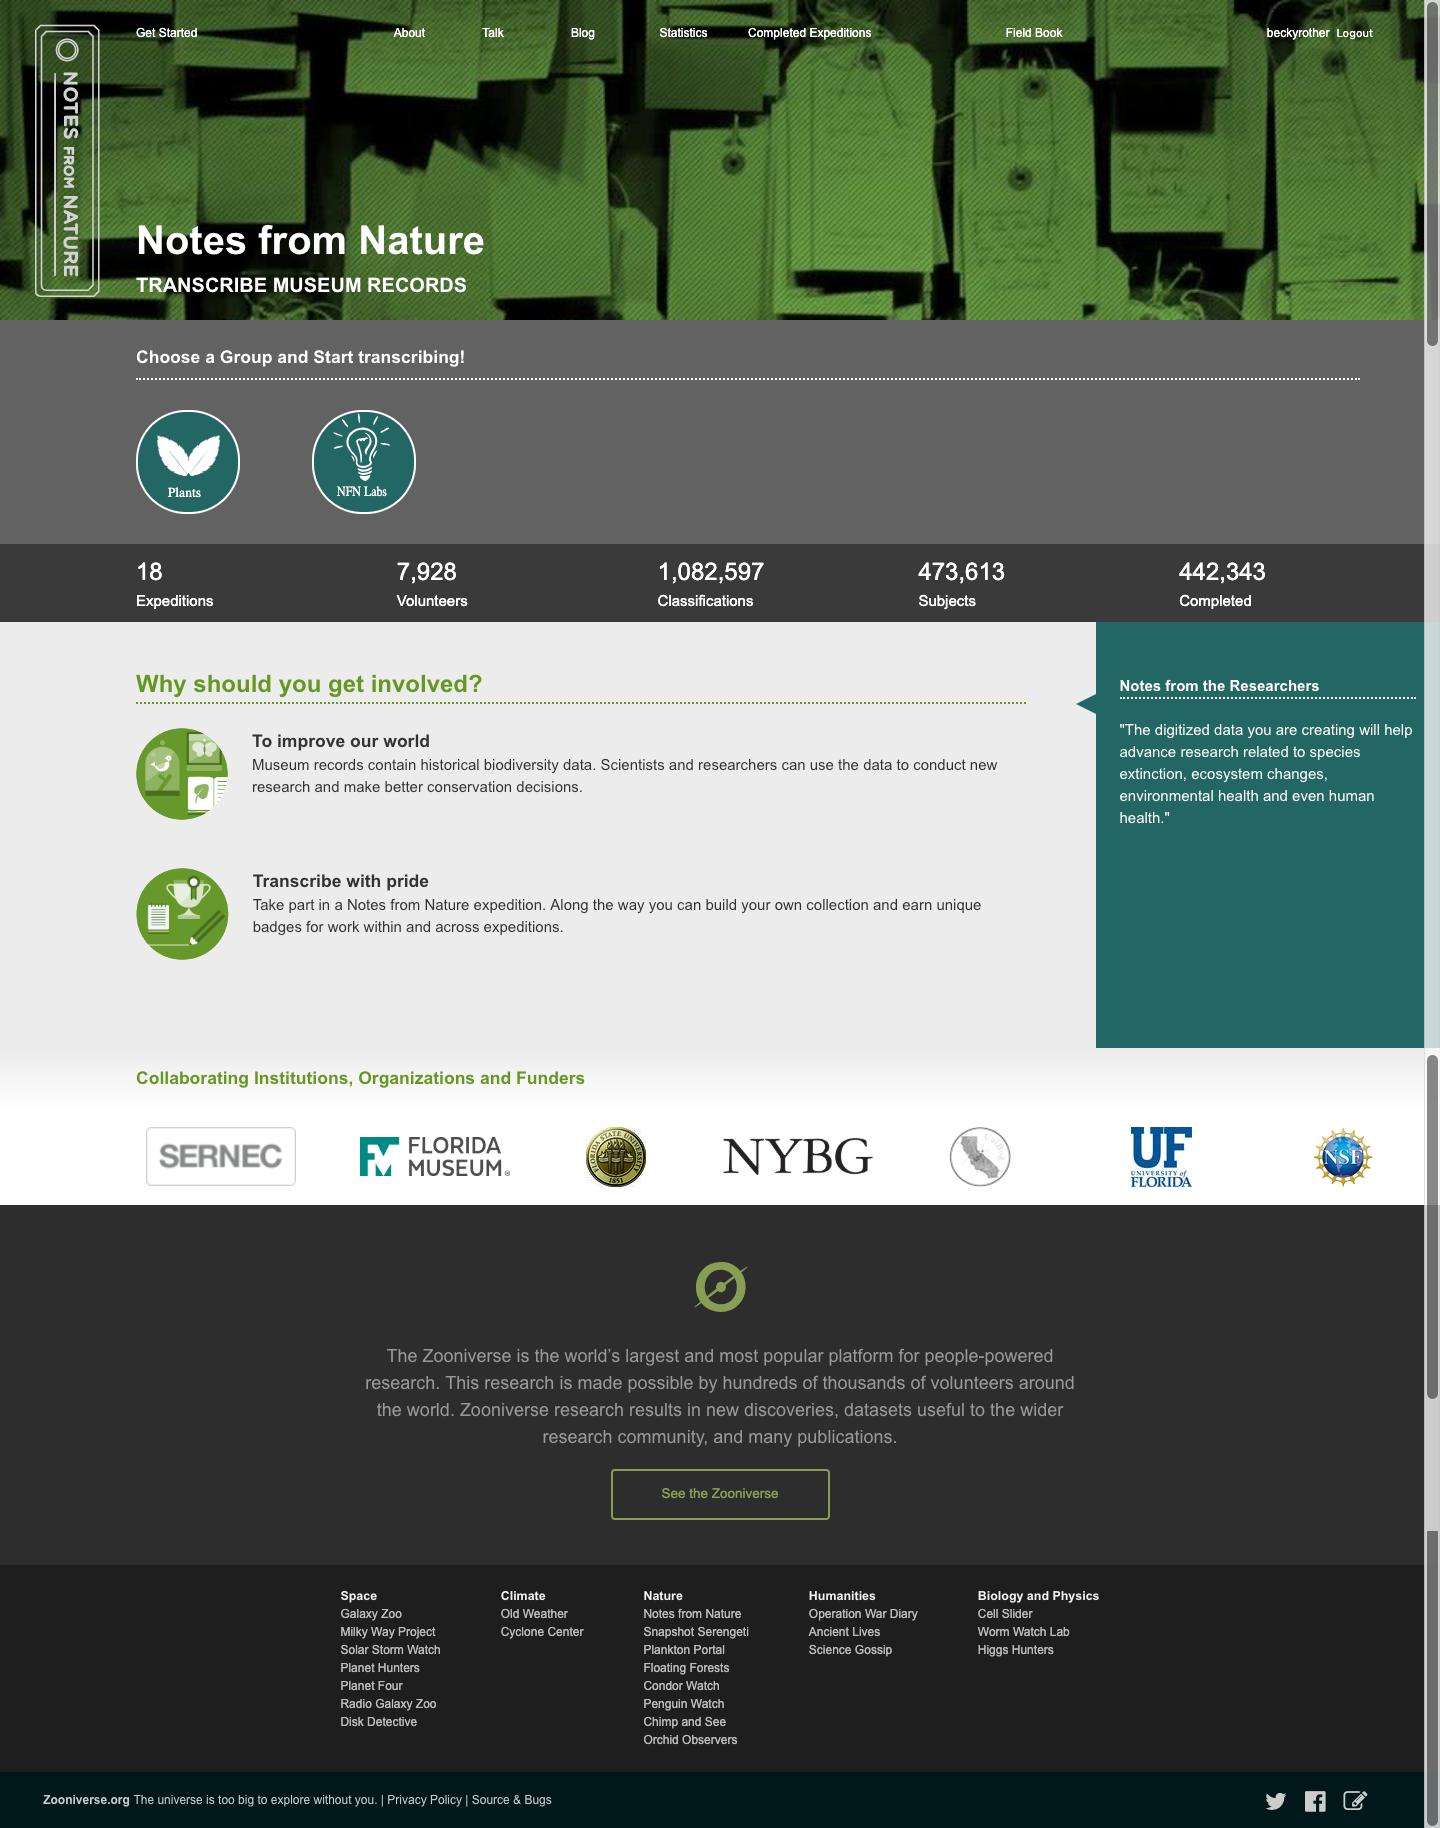 Get Started About Talk Blog Statistics Completed Expeditions Field Book beckyrother Logout
NOTES FROM NATURE
Notes from Nature
TRANSCRIBE MUSEUM RECORDS
Choose a Group and Start transcribing!
Plants
NFN Labs
18 7,928 1,082,597 473,613 442,343
Expeditions Volunteers Classifications Subjects Completed
Why should you get involved?
To improve our world
Museum records contain historical biodiversity data. Scientists and researchers can use the data to conduct new
research and make better conservation decisions.
Transcribe with pride
Take part in a Notes from Nature expedition. Along the way you can build your own collection and earn unique
badges for work within and across expeditions.
Notes from the Researchers
"The digitized data you are creating will help
advance research related to species
extinction, ecosystem changes,
environmental health and even human
health."
Collaborating Institutions, Organizations and Funders
SERNEC
FLORIDA
MUSEUM
FLORIDA STATE UNIVERSITY
1851
NYBG
UF
UNIVERSITY of
FLORIDA
NSF
The Zooniverse is the world's largest and most popular platform for people-powered
research. This research is made possible by hundreds of thousands of volunteers around
the world. Zooniverse research results in new discoveries, datasets useful to the wider
research community, and many publications.
See the Zooniverse
Space
Galaxy Zoo
Milky Way Project
Solar Storm Watch
Planet Hunters
Planet Four
Radio Galaxy Zoo
Disk Detective
Climate
Old Weather
Cyclone Center
Nature
Notes from Nature
Snapshot Serengeti
Plankton Portal
Floating Forests
Condor Watch
Penguin Watch
Chimp and See
Orchid Observers
Humanities
Operation War Diary
Ancient Lives
Science Gossip
Biology and Physics
Cell Slider
Worm Watch Lab
Higgs Hunters
Zooniverse.org The universe is too big to explore without you. | Privacy Policy | Source & Bugs